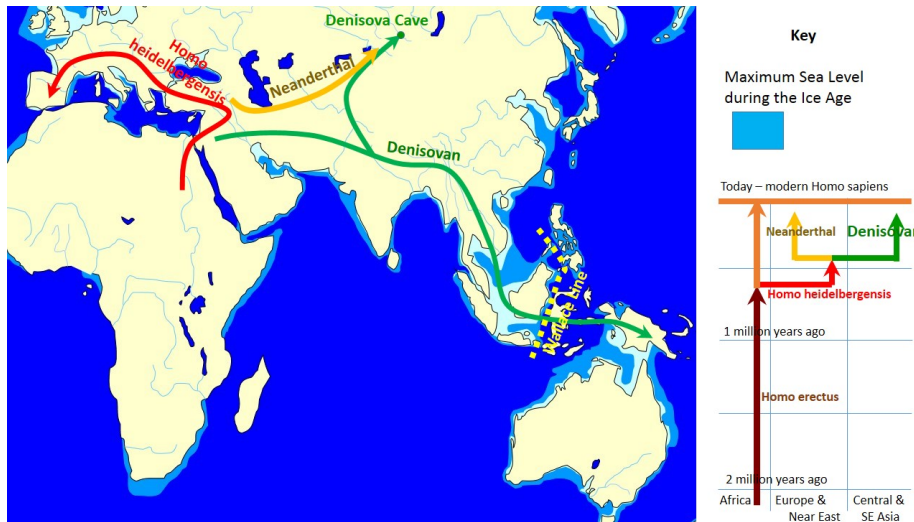 Denisova Cave
Homo
heidelbergensis
Neanderthal
Denisovan
Wallace Line
Key
Maximum Sea Level
during the Ice Age
Today – modern Homo sapiens
Neanderthal
Denisovan
Homo heidelbergensis
1 million years ago
Homo erectus
2 million years ago
Africa
Europe &
Near East
Central &
SE Asia